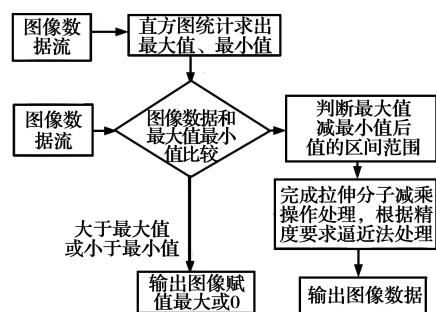 图像数
据流
直方图统计求出
最大值、最小值
图像数
据流
图像数据和
最大值最小
值比较
判断最大值
减最小值后
值的区间范围
完成拉伸分子减乘
操作处理，根据精
度要求逼近法处理
大于最大值
或小于最小值
输出图像赋
值最大或0
输出图像数据